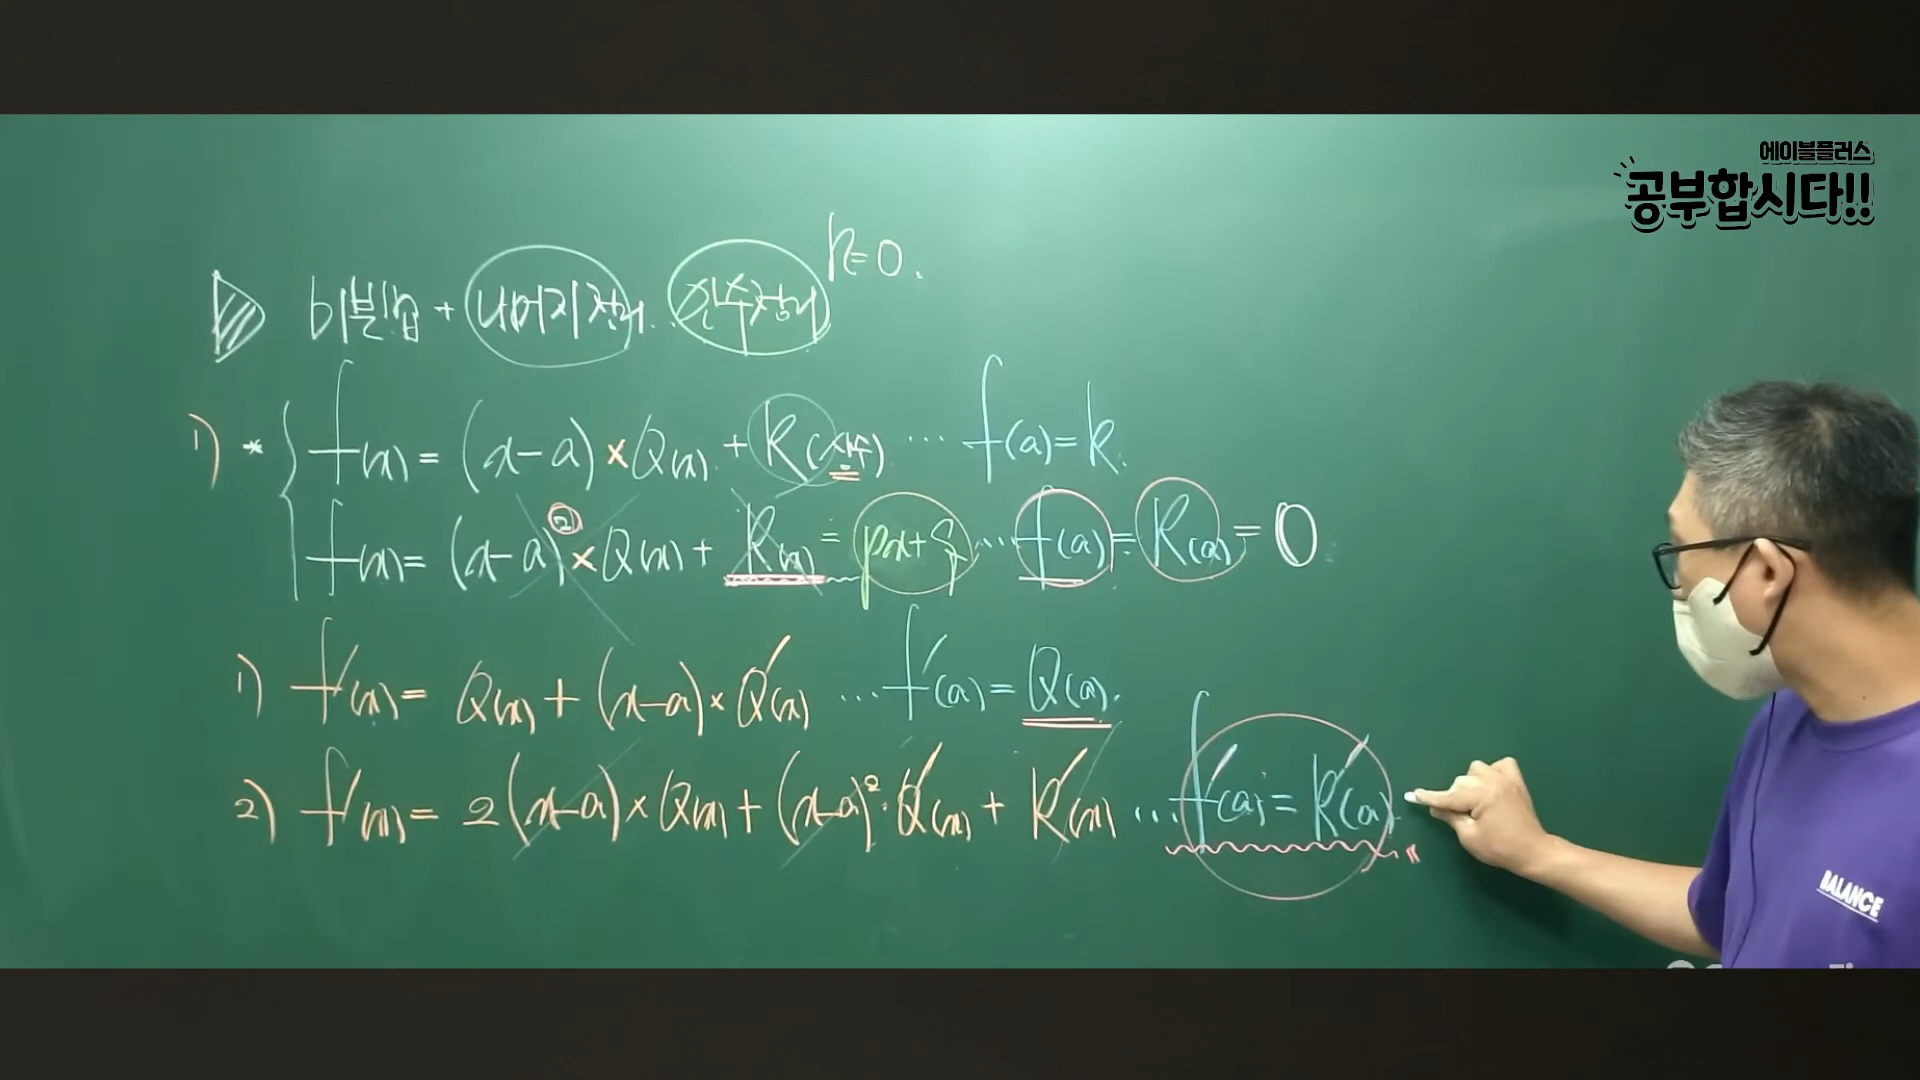 에이블플러스
공부합시다!!
미분법 + 나머지정리. 인수정리 R=0.
1) * f(x) = (x-a) × Q(x) + R(상수) ··· f(a) = R.
f(x) = (x-a)² × Q(x) + R(x) = px+q ··· f(a) = R(a) = 0
1) f'(x) = Q(x) + (x-a) × Q'(x) ··· f'(a) = Q(a).
2) f'(x) = 2(x-a) × Q(x) + (x-a)² · Q'(x) + R'(x) ··· f'(a) = R'(a)
BALANCE